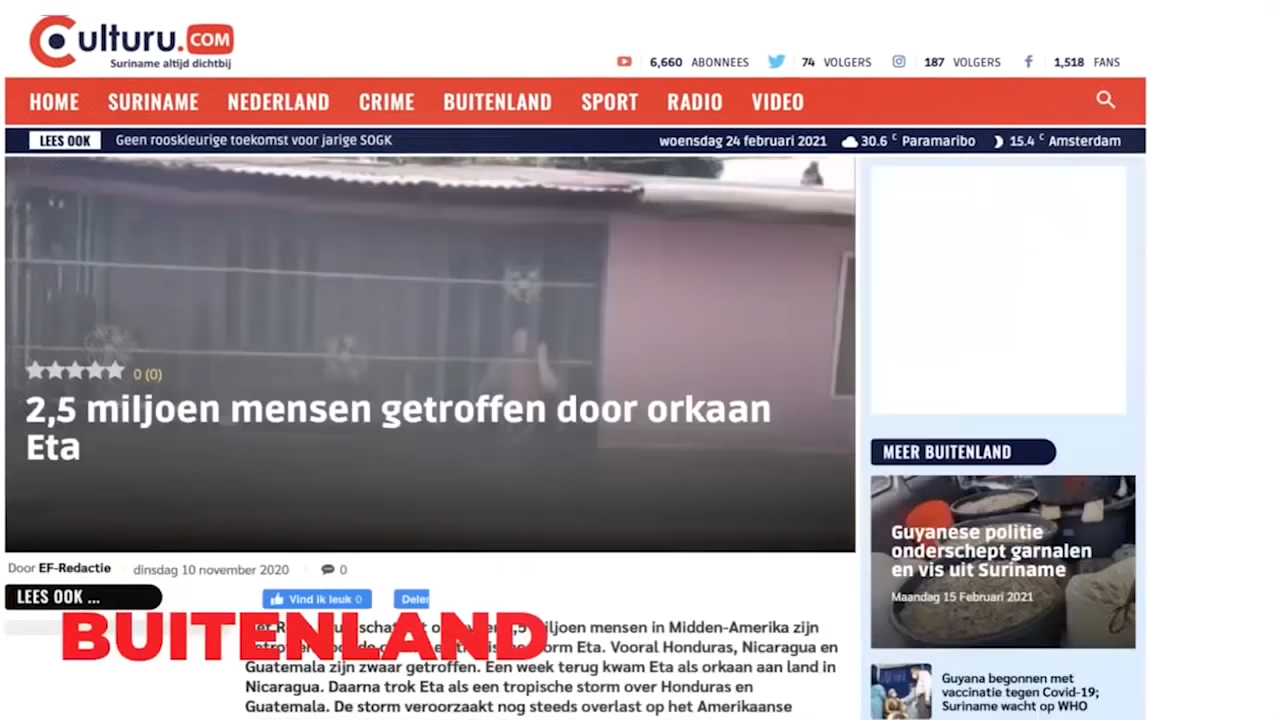 Culturu.COM
Suriname altijd dichtbij
6,660 ABONNEES 74 VOLGERS 187 VOLGERS 1,518 FANS
HOME SURINAME NEDERLAND CRIME BUITENLAND SPORT RADIO VIDEO
LEES OOK Geen rooskleurige toekomst voor jarige SOGK woensdag 24 februari 2021 30.6 C Paramaribo 15.4 C Amsterdam
0 (0)
2,5 miljoen mensen getroffen door orkaan
Eta
Door EF-Redactie dinsdag 10 november 2020 0
LEES OOK ...
Vind ik leuk 0 Delen
BUITENLAND
miljoen mensen in Midden-Amerika zijn
Eta. Vooral Honduras, Nicaragua en
Guatemala zijn zwaar getroffen. Een week terug kwam Eta als orkaan aan land in
Nicaragua. Daarna trok Eta als een tropische storm over Honduras en
Guatemala. De storm veroorzaakt nog steeds overlast op het Amerikaanse
MEER BUITENLAND
Guyanese politie
onderschept garnalen
en vis uit Suriname
Maandag 15 Februari 2021
Guyana begonnen met
vaccinatie tegen Covid-19;
Suriname wacht op WHO